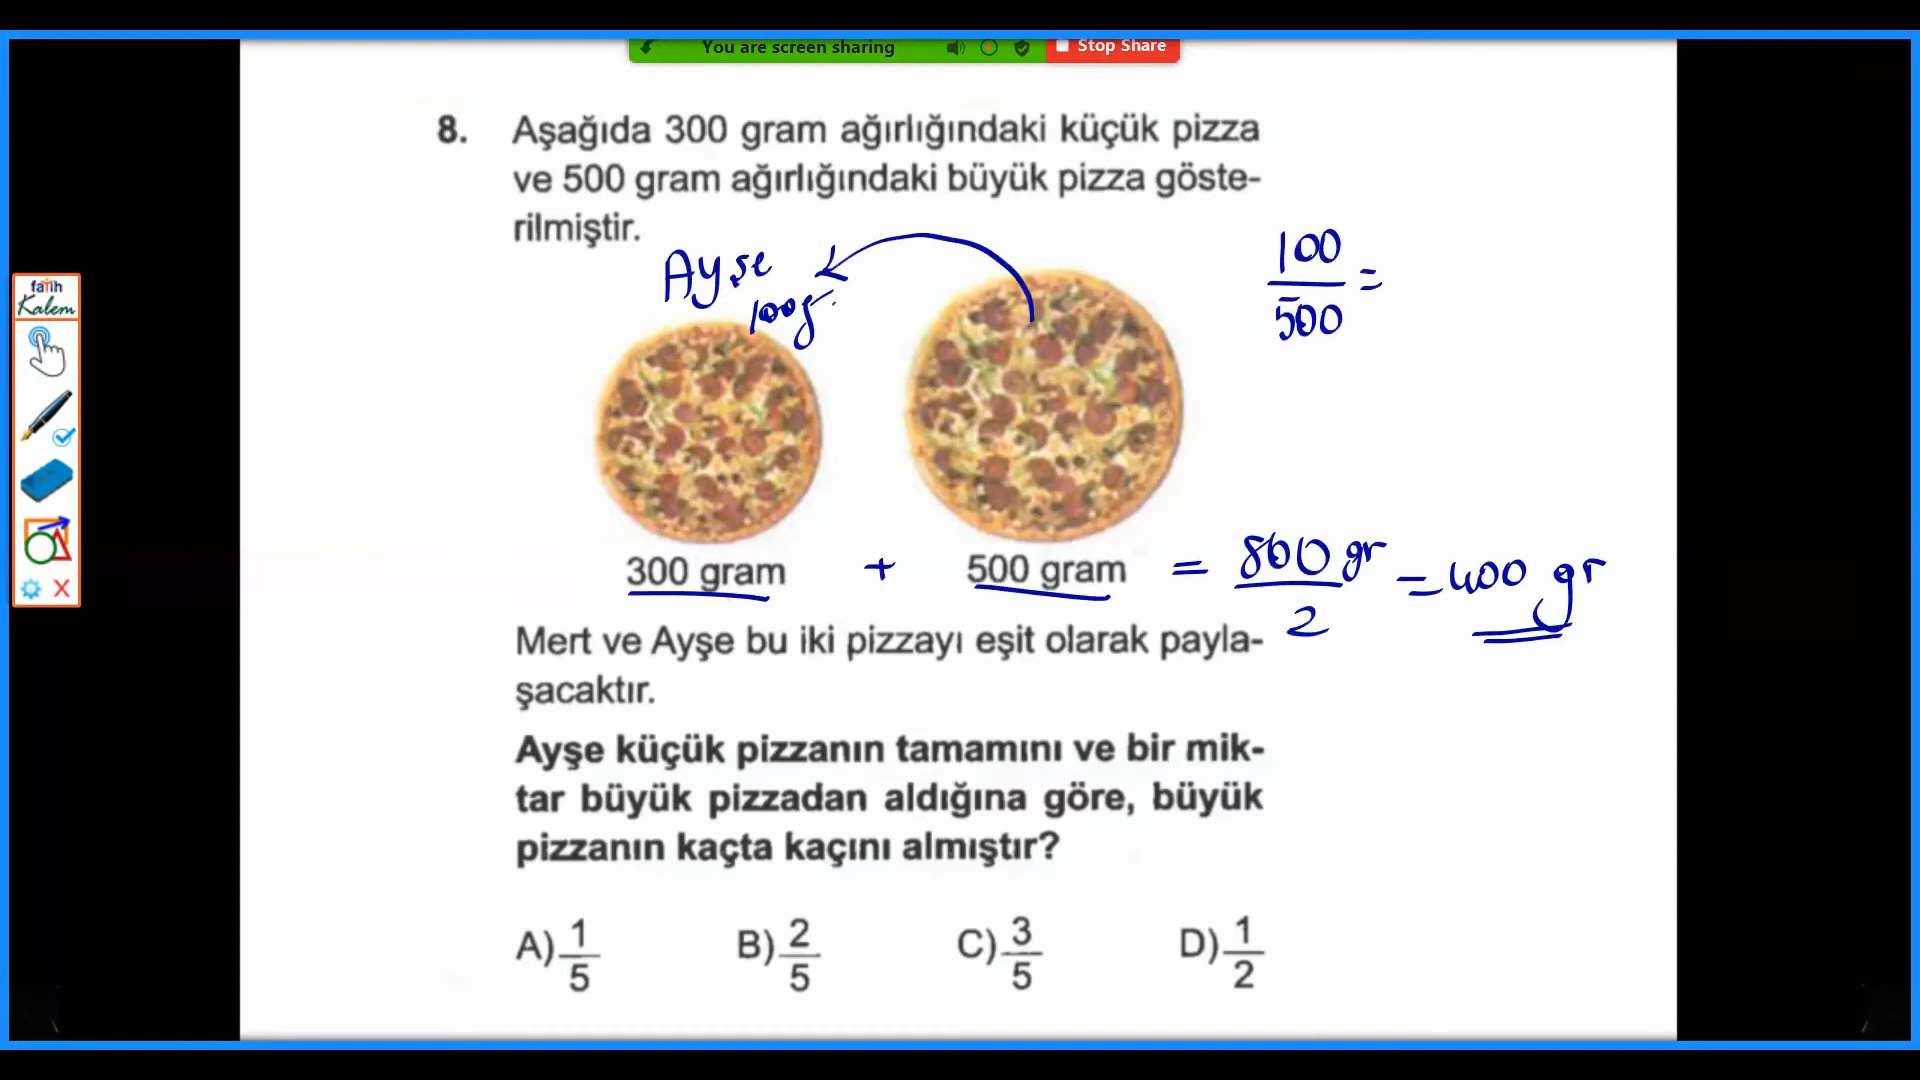 You are screen sharing
Stop Share
8. Aşağıda 300 gram ağırlığındaki küçük pizza
ve 500 gram ağırlığındaki büyük pizza göste-
rilmiştir.
Ayşe
100g
100/500 =
fatih
Kalem
300 gram + 500 gram = 800 gr/2 = 400 gr
Mert ve Ayşe bu iki pizzayı eşit olarak payla-
şacaktır.
Ayşe küçük pizzanın tamamını ve bir mik-
tar büyük pizzadan aldığına göre, büyük
pizzanın kaçta kaçını almıştır?
A) 1/5 B) 2/5 C) 3/5 D) 1/2